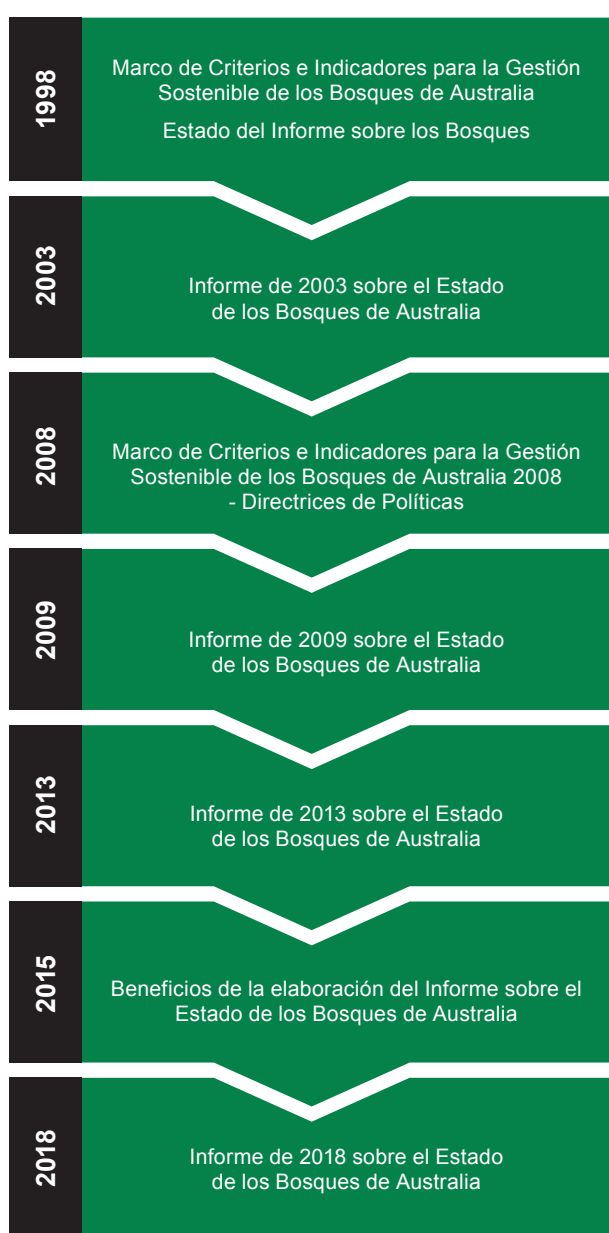 1998
Marco de Criterios e Indicadores para la Gestión
Sostenible de los Bosques de Australia
Estado del Informe sobre los Bosques
2003
Informe de 2003 sobre el Estado
de los Bosques de Australia
2008
Marco de Criterios e Indicadores para la Gestión
Sostenible de los Bosques de Australia 2008
- Directrices de Políticas
2009
Informe de 2009 sobre el Estado
de los Bosques de Australia
2013
Informe de 2013 sobre el Estado
de los Bosques de Australia
2015
Beneficios de la elaboración del Informe sobre el
Estado de los Bosques de Australia
2018
Informe de 2018 sobre el Estado
de los Bosques de Australia